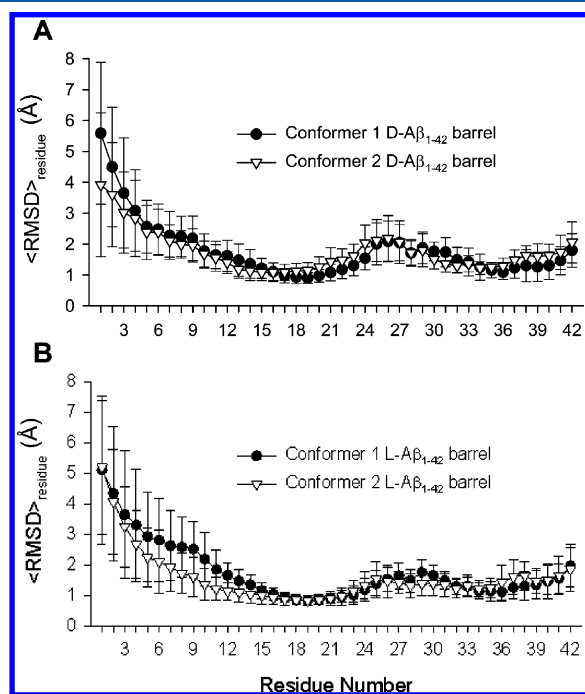 A
<RMSD>residue (Å)
8
7
6
5
4
3
2
1
0
Conformer 1 D-Aβ1-42 barrel
Conformer 2 D-Aβ1-42 barrel
3 6 9 12 15 18 21 24 27 30 33 36 39 42
B
<RMSD>residue (Å)
8
7
6
5
4
3
2
1
0
Conformer 1 L-Aβ1-42 barrel
Conformer 2 L-Aβ1-42 barrel
3 6 9 12 15 18 21 24 27 30 33 36 39 42
Residue Number